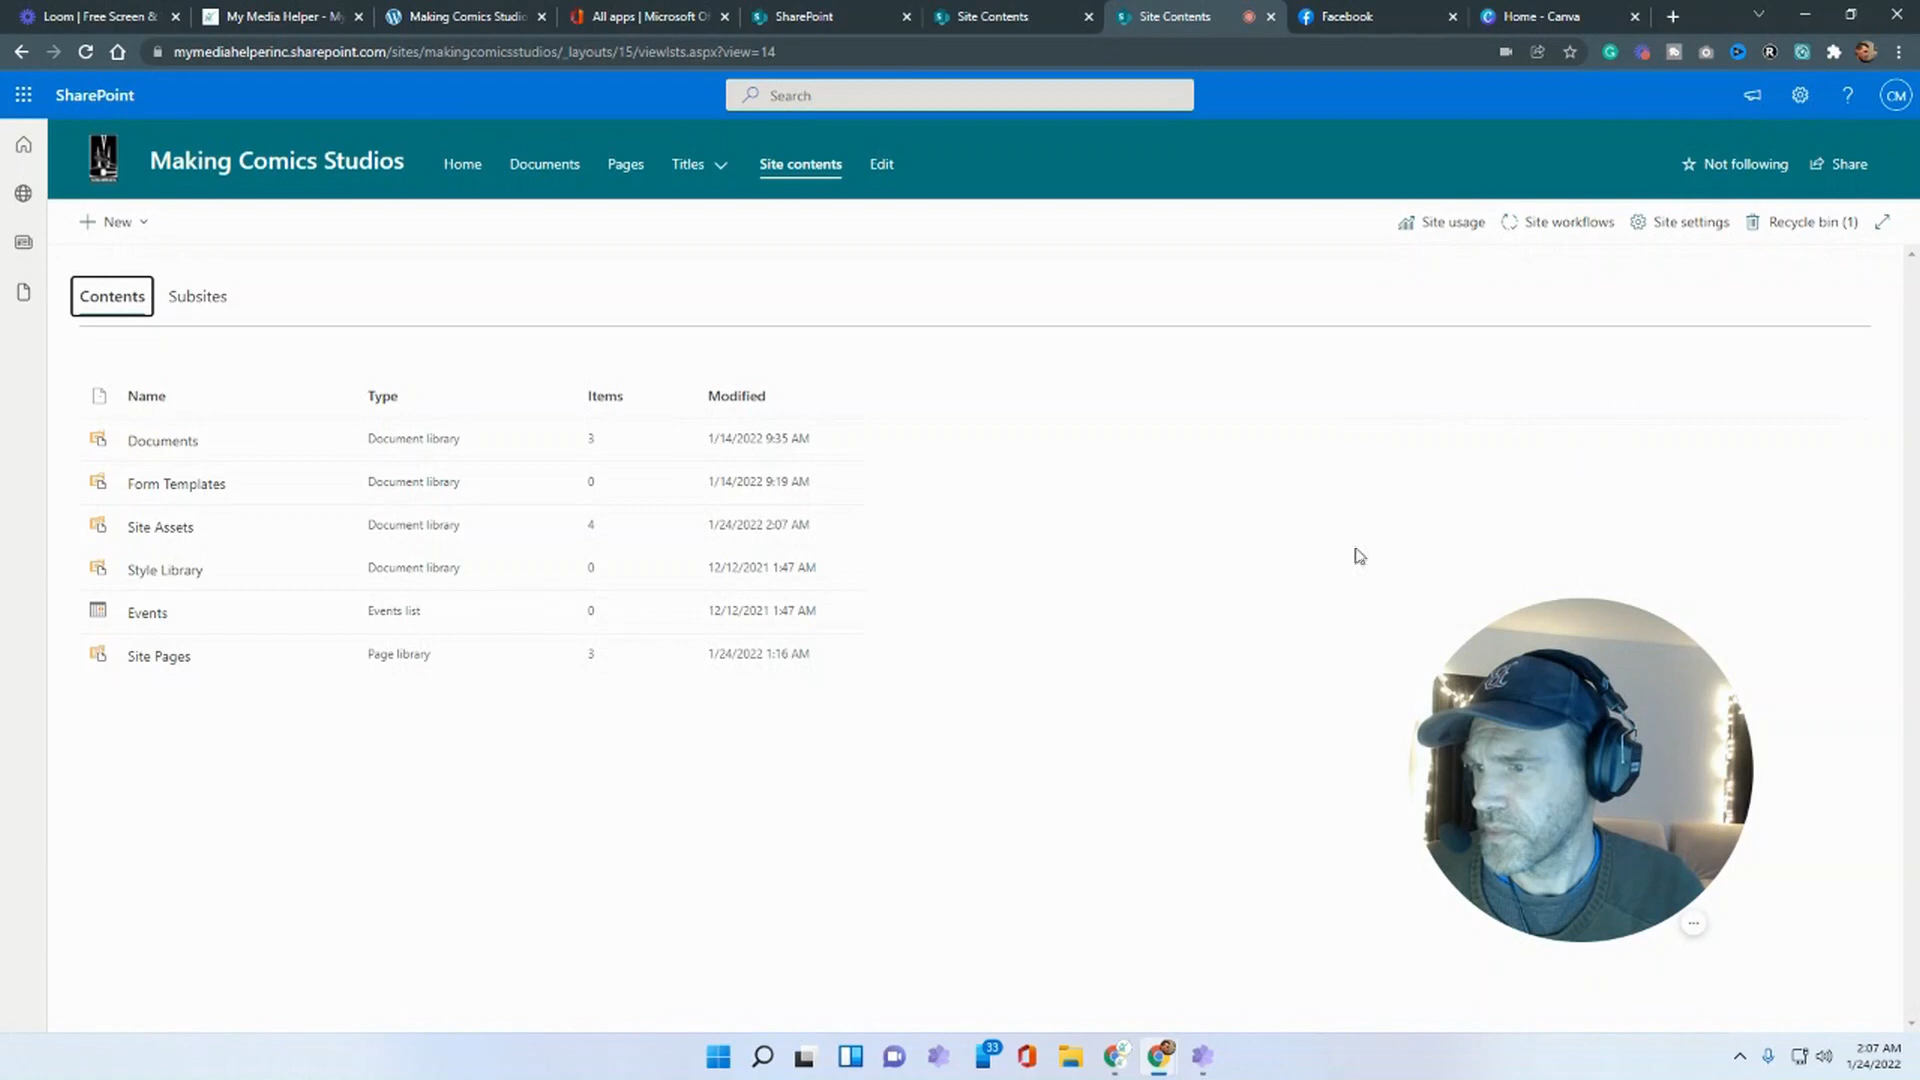 Loom | Free Screen &
My Media Helper - My
Making Comics Studio
All apps | Microsoft Of
SharePoint
Site Contents
Site Contents
Facebook
Home - Canva
mymediahelperinc.sharepoint.com/sites/makingcomicsstudios/_layouts/15/viewlsts.aspx?view=14
SharePoint
Search
CM
Making Comics Studios
Home
Documents
Pages
Titles
Site contents
Edit
Not following
Share
New
Site usage
Site workflows
Site settings
Recycle bin (1)
Contents
Subsites
Name Type Items Modified
Documents Document library 3 1/14/2022 9:35 AM
Form Templates Document library 0 1/14/2022 9:19 AM
Site Assets Document library 4 1/24/2022 2:07 AM
Style Library Document library 0 12/12/2021 1:47 AM
Events Events list 0 12/12/2021 1:47 AM
Site Pages Page library 3 1/24/2022 1:16 AM
33
2:07 AM
1/24/2022